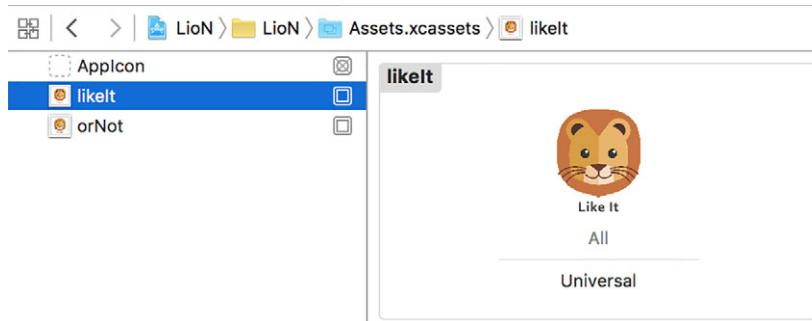 LioN LioN Assets.xcassets likeIt
AppIcon
likeIt
orNot
likeIt
Like It
All
Universal